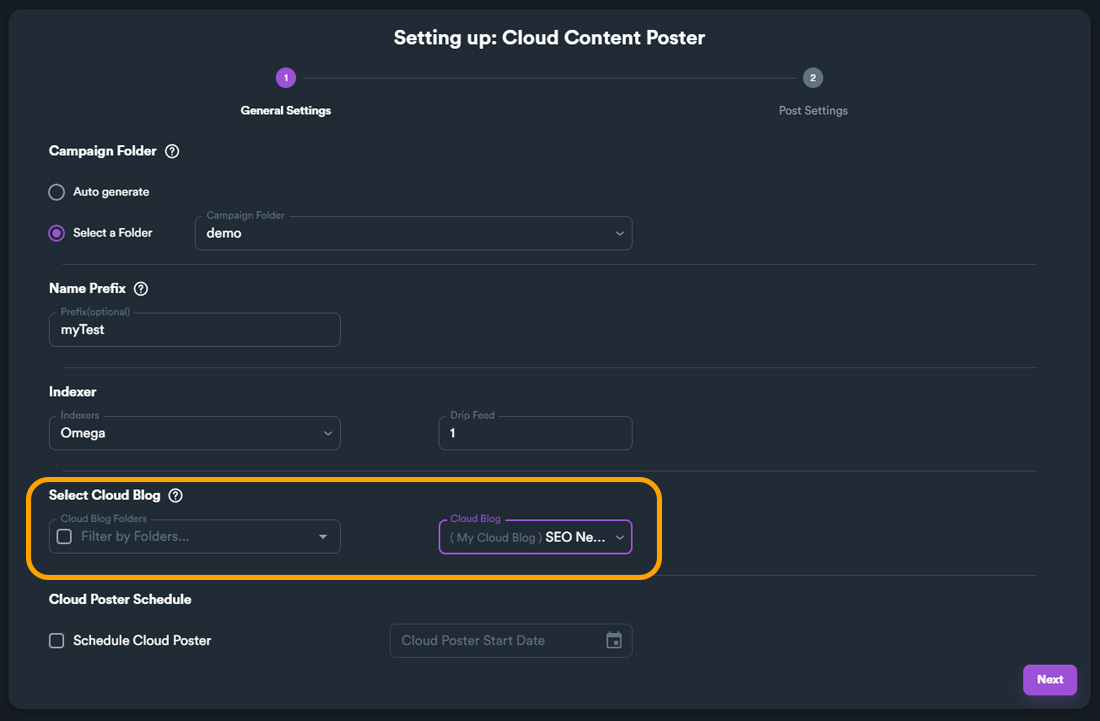 Setting up: Cloud Content Poster
1
2
General Settings
Post Settings
Campaign Folder ?
Auto generate
Campaign Folder
Select a Folder
demo
Name Prefix ?
Prefix(optional)
myTest
Indexer
Indexers
Drip Feed
Omega
1
Select Cloud Blog ?
Cloud Blog Folders
Cloud Blog
Filter by Folders...
( My Cloud Blog ) SEO Ne...
Cloud Poster Schedule
Schedule Cloud Poster
Cloud Poster Start Date
Next